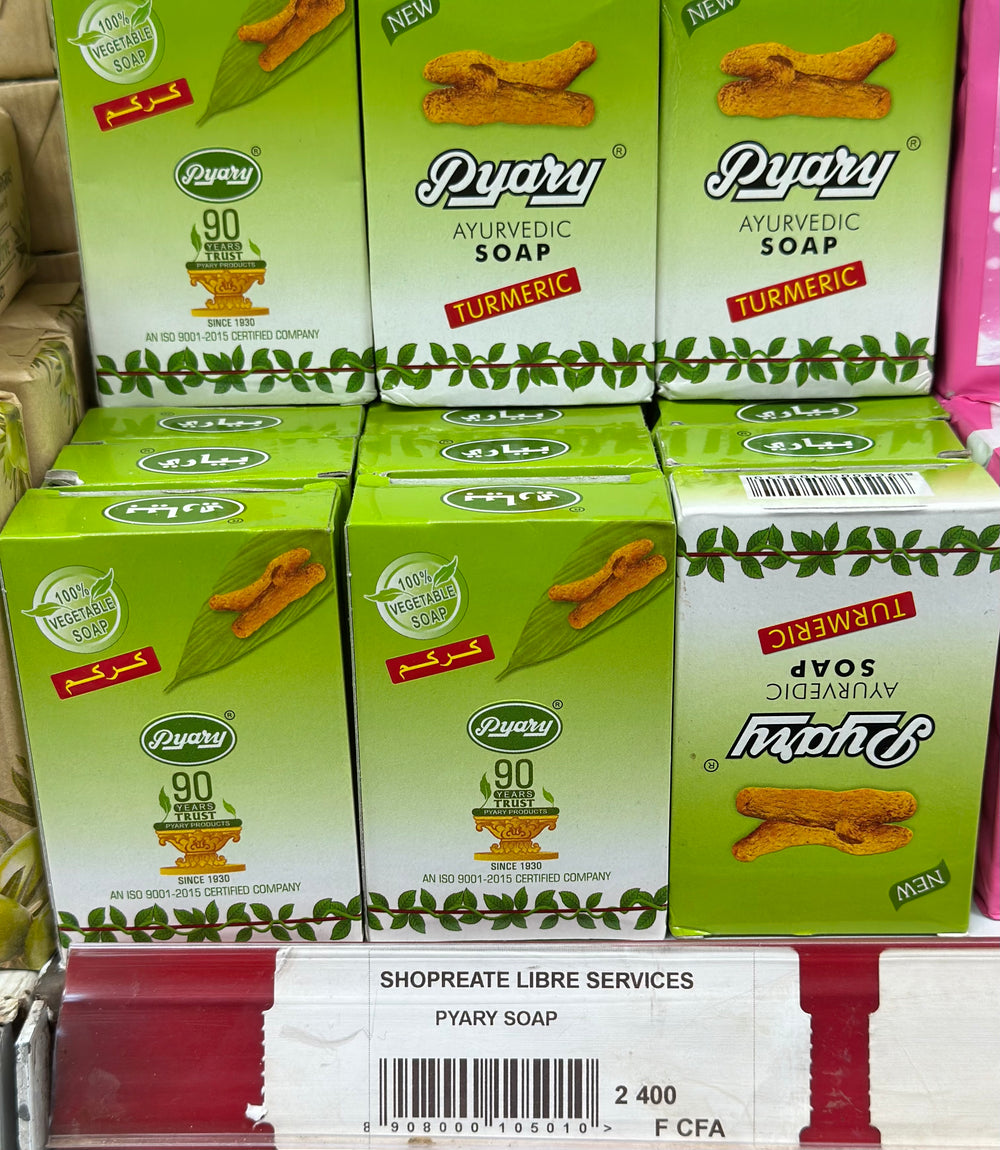 100%
VEGETABLE
SOAP
كركم
Pyary ®
90
YEARS
TRUST
PYARY PRODUCTS
SINCE 1930
AN ISO 9001-2015 CERTIFIED COMPANY
NEW
Pyary ®
AYURVEDIC
SOAP
TURMERIC
NEW
Pyary ®
AYURVEDIC
SOAP
TURMERIC
بياري
بياري
بياري
بياري
بياري
بياري
بياري ®
100%
VEGETABLE
SOAP
كركم
Pyary ®
90
YEARS
TRUST
PYARY PRODUCTS
SINCE 1930
AN ISO 9001-2015 CERTIFIED COMPANY
بياري ®
100%
VEGETABLE
SOAP
كركم
Pyary ®
90
YEARS
TRUST
PYARY PRODUCTS
SINCE 1930
AN ISO 9001-2015 CERTIFIED COMPANY
NEW
Pyary ®
AYURVEDIC
SOAP
TURMERIC
SHOPREATE LIBRE SERVICES
PYARY SOAP
8 908000 105010 >
2 400
F CFA